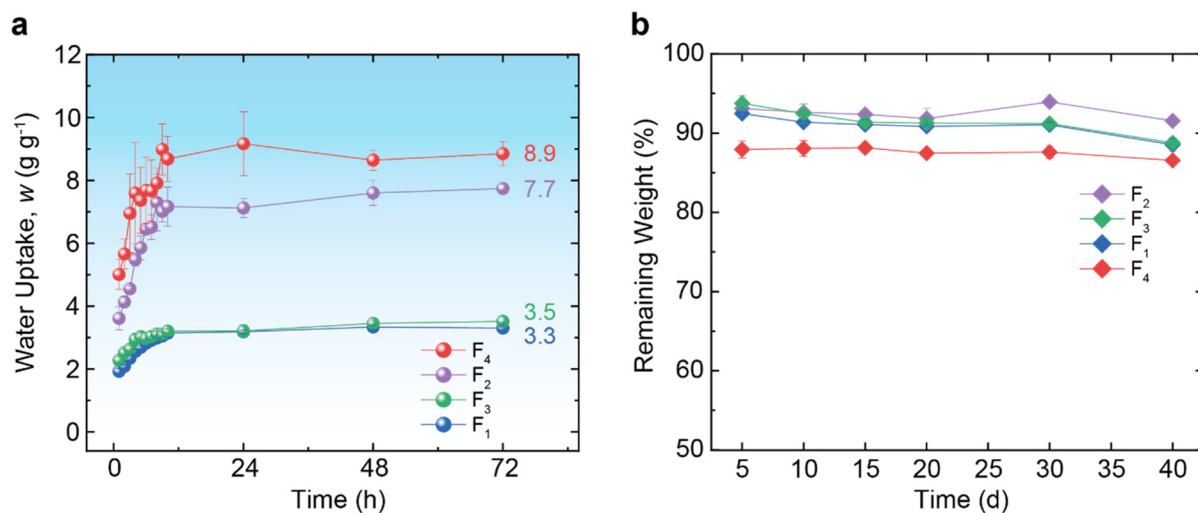 a
12
10
8
6
4
2
0
Water Uptake, w (g g⁻¹)
8.9
7.7
3.5
3.3
F₄
F₂
F₃
F₁
0 24 48 72
Time (h)
b
100
90
80
70
60
50
Remaining Weight (%)
F₂
F₃
F₁
F₄
5 10 15 20 25 30 35 40
Time (d)